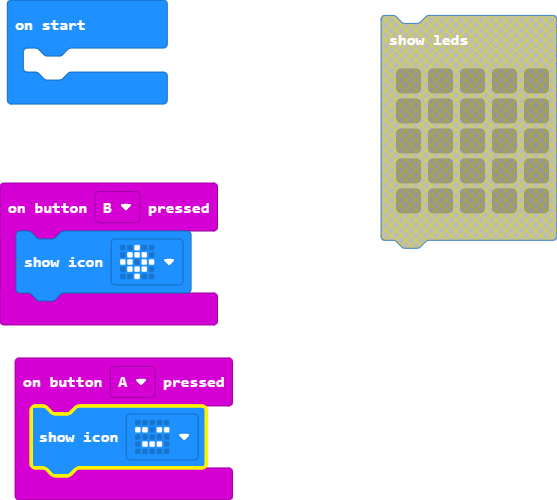 on start
show leds
on button B pressed
show icon
on button A pressed
show icon